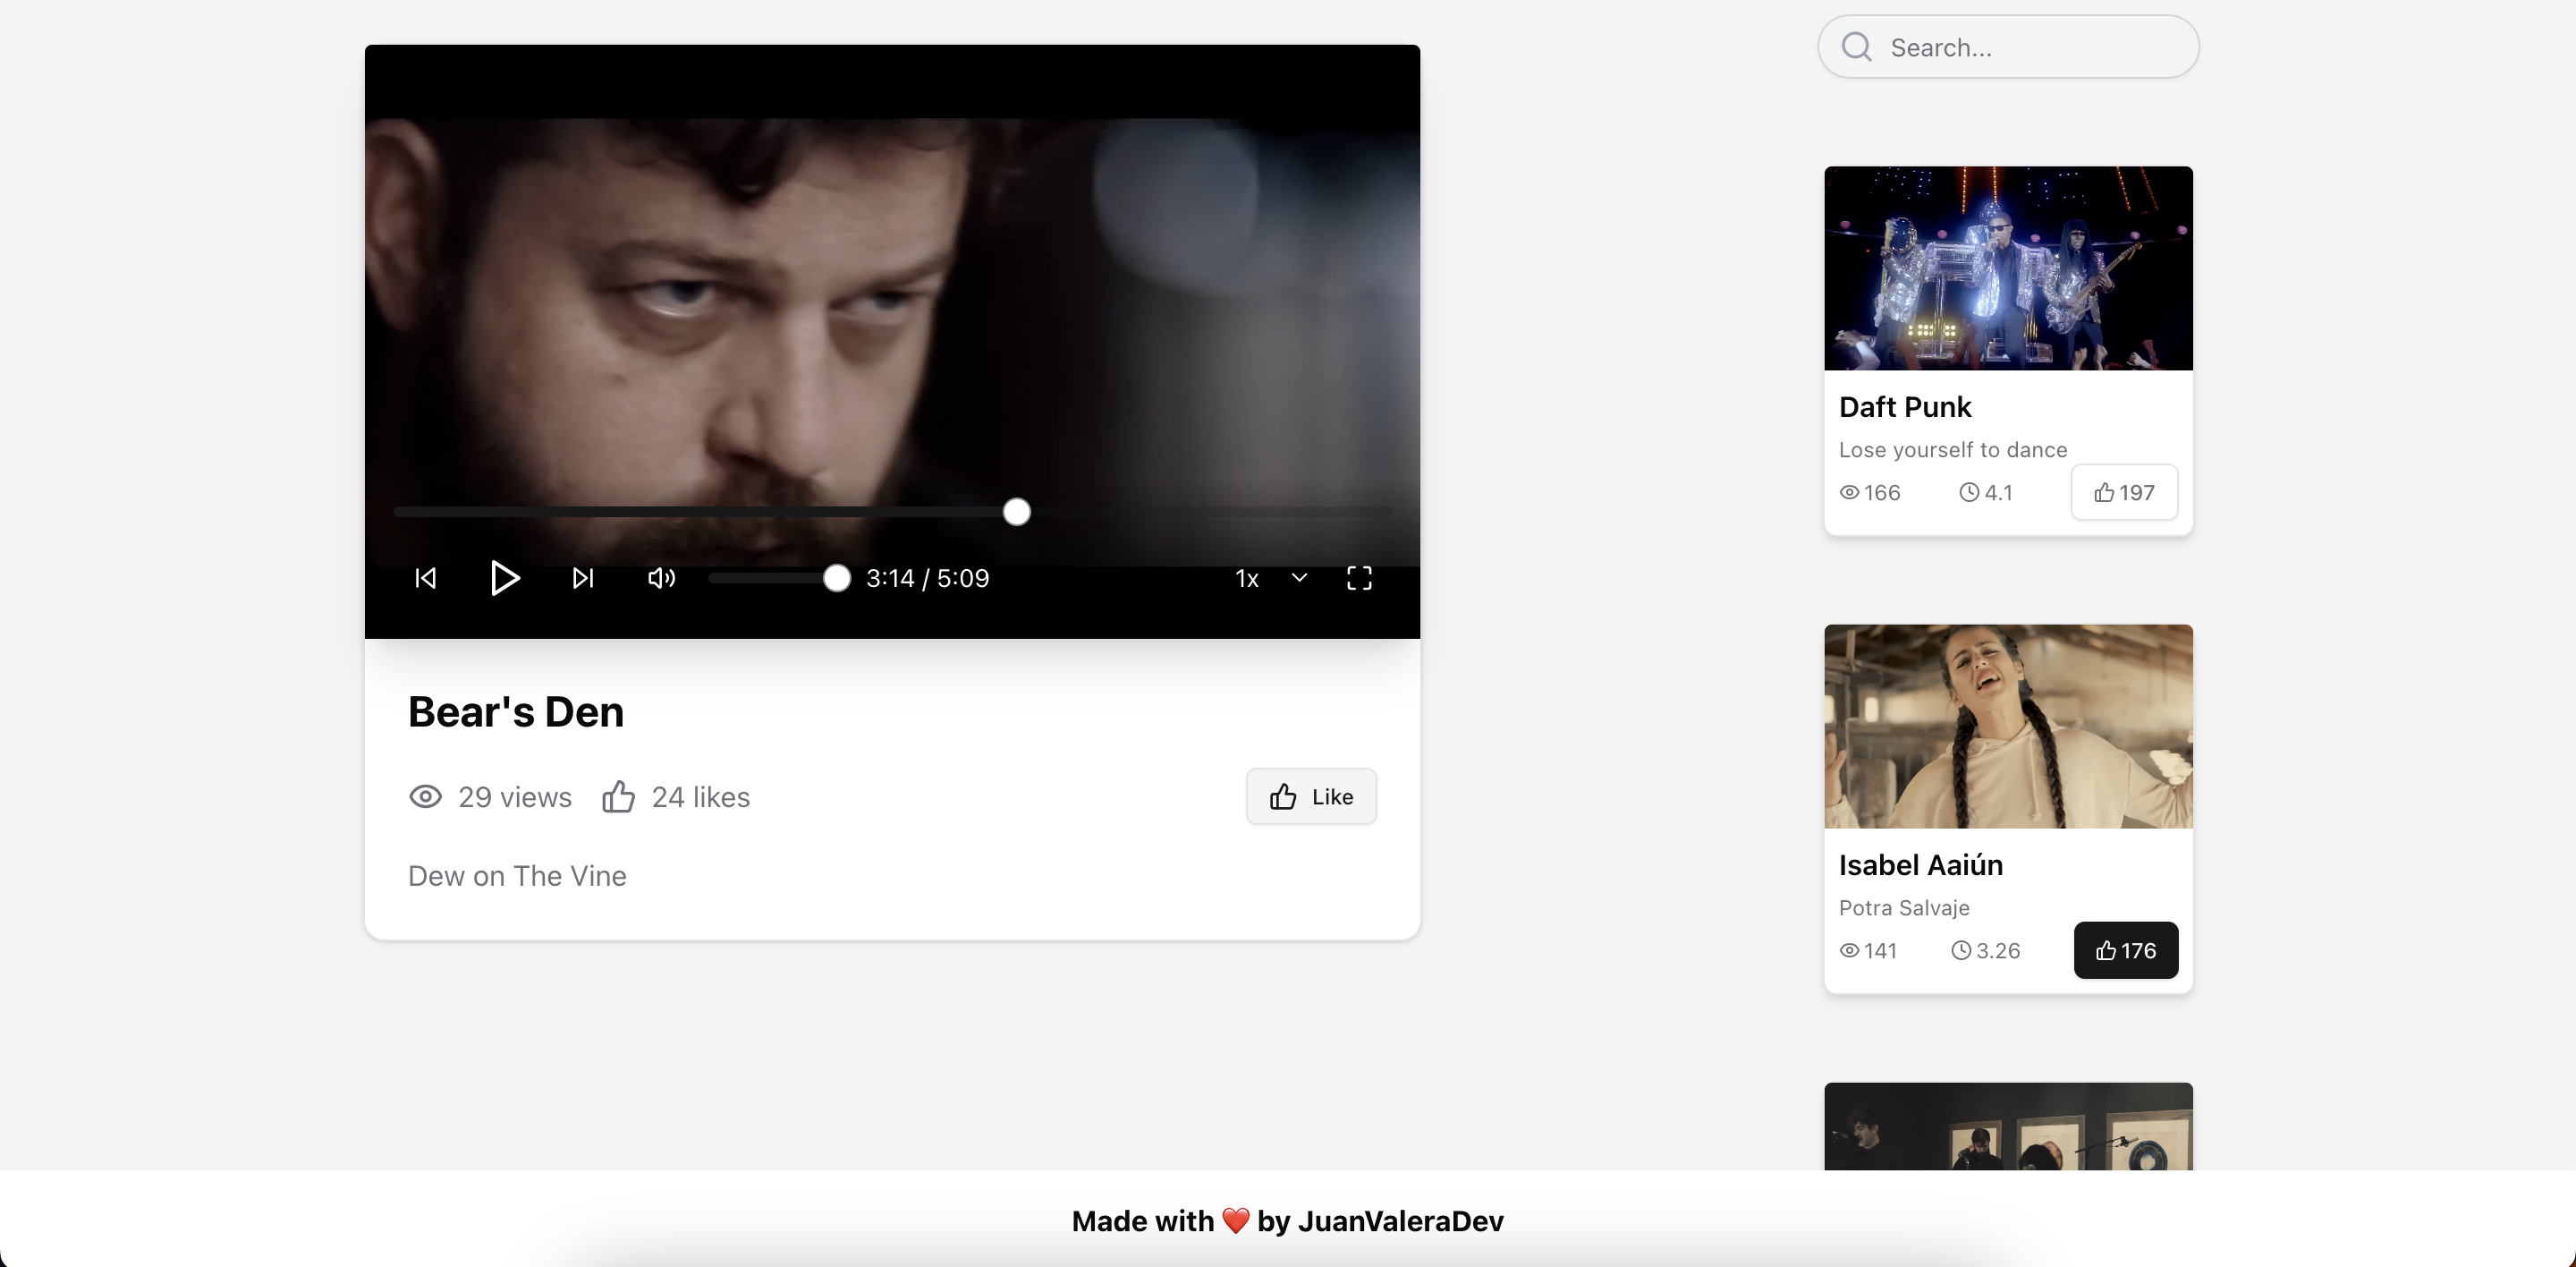 Search...
3:14 / 5:09
1x
Bear's Den
29 views
24 likes
Like
Dew on The Vine
Daft Punk
Lose yourself to dance
166
4.1
197
Isabel Aaiún
Potra Salvaje
141
3.26
176
Made with ❤️ by JuanValeraDev